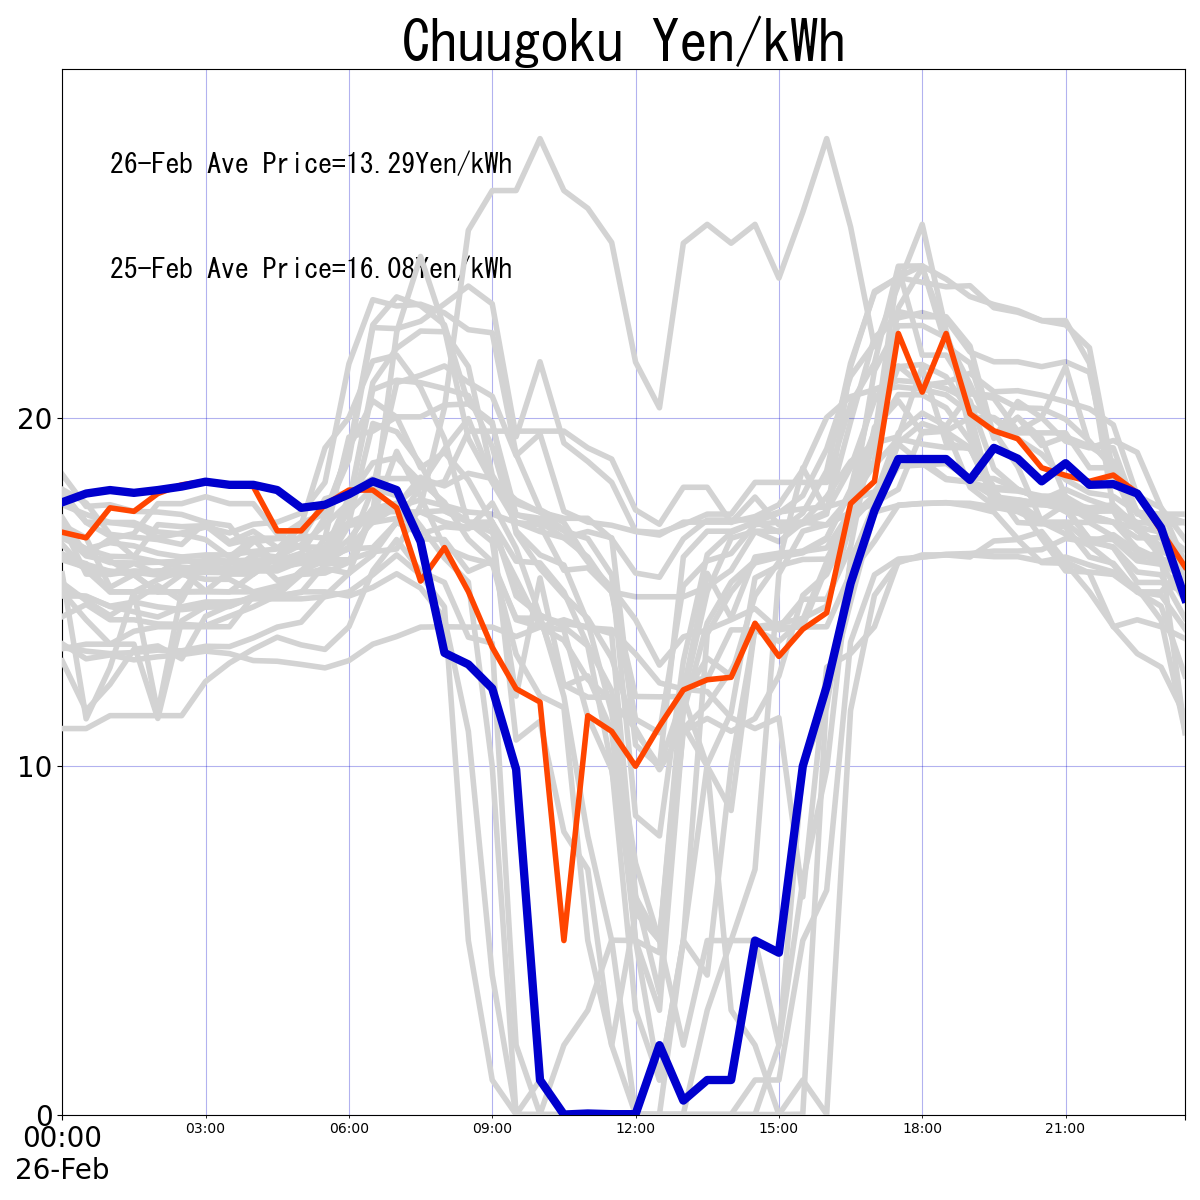 Chuugoku Yen/kWh
26-Feb Ave Price=13.29Yen/kWh
25-Feb Ave Price=16.08Yen/kWh
20
10
0
00:00 03:00 06:00 09:00 12:00 15:00 18:00 21:00
26-Feb